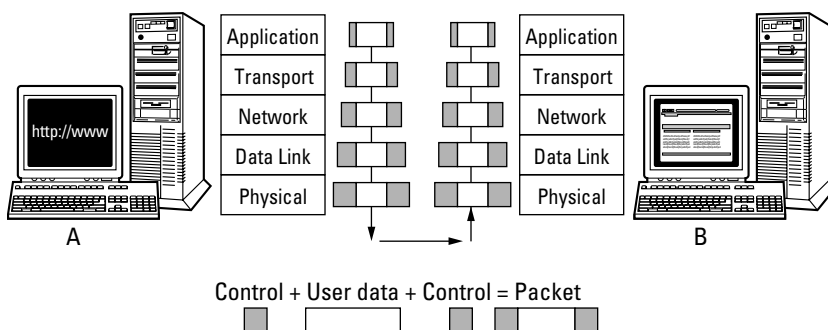 Application
Transport
Network
Data Link
Physical
Application
Transport
Network
Data Link
Physical
http://www
A
B
Control + User data + Control = Packet